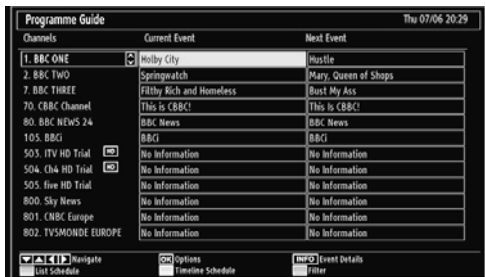 Programme Guide Thu 07/06 20:29
Channels Current Event Next Event
1. BBC ONE Holby City Hustle
2. BBC TWO Springwatch Mary, Queen of Shops
7. BBC THREE Filthy Rich and Homeless Bust My Ass
70. CBBC Channel This is CBBC! This Is CBBC!
80. BBC NEWS 24 BBC News BBC News
105. BBCi BBCi BBCi
503. ITV HD Trial HD No Information No Information
504. Ch4 HD Trial HD No Information No Information
505. five HD Trial No Information No Information
800. Sky News No Information No Information
801. CNBC Europe No Information No Information
802. TV5MONDE EUROPE No Information No Information
Navigate OK Options INFO Event Details
List Schedule Timeline Schedule Filter